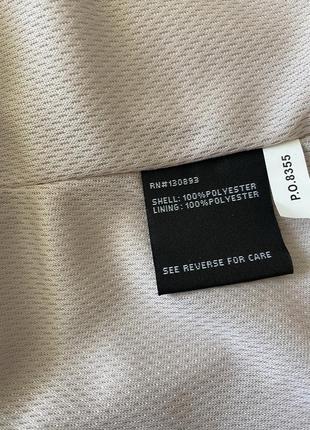 RN#130893
SHELL: 100%POLYESTER
LINING: 100%POLYESTER
SEE REVERSE FOR CARE
P.O.8355